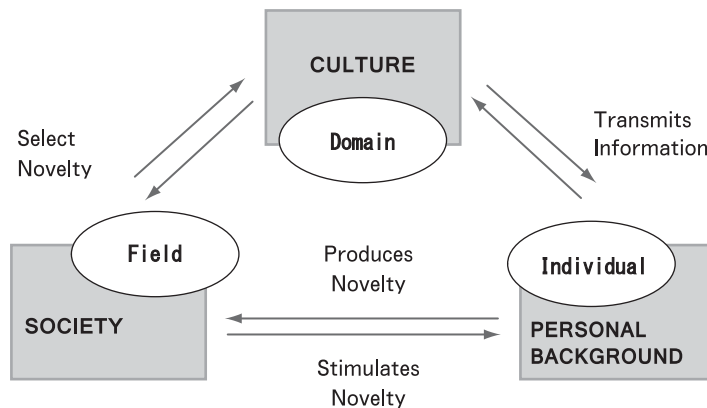 CULTURE
Domain
Select
Novelty
Transmits
Information
Field
SOCIETY
Produces
Novelty
Individual
PERSONAL
BACKGROUND
Stimulates
Novelty